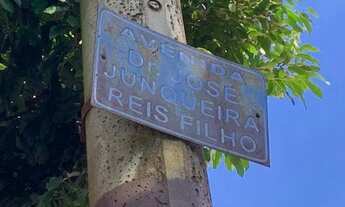 AVENIDA
Dr. JOSÉ
JUNQUEIRA
REIS FILHO